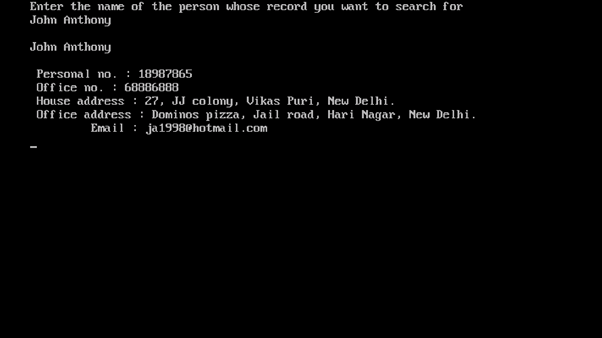 Enter the name of the person whose record you want to search for
John Anthony
John Anthony
Personal no. : 18987865
Office no. : 68886888
House address : 27, JJ colony, Vikas Puri, New Delhi.
Office address : Dominos pizza, Jail road, Hari Nagar, New Delhi.
Email : ja1998@hotmail.com